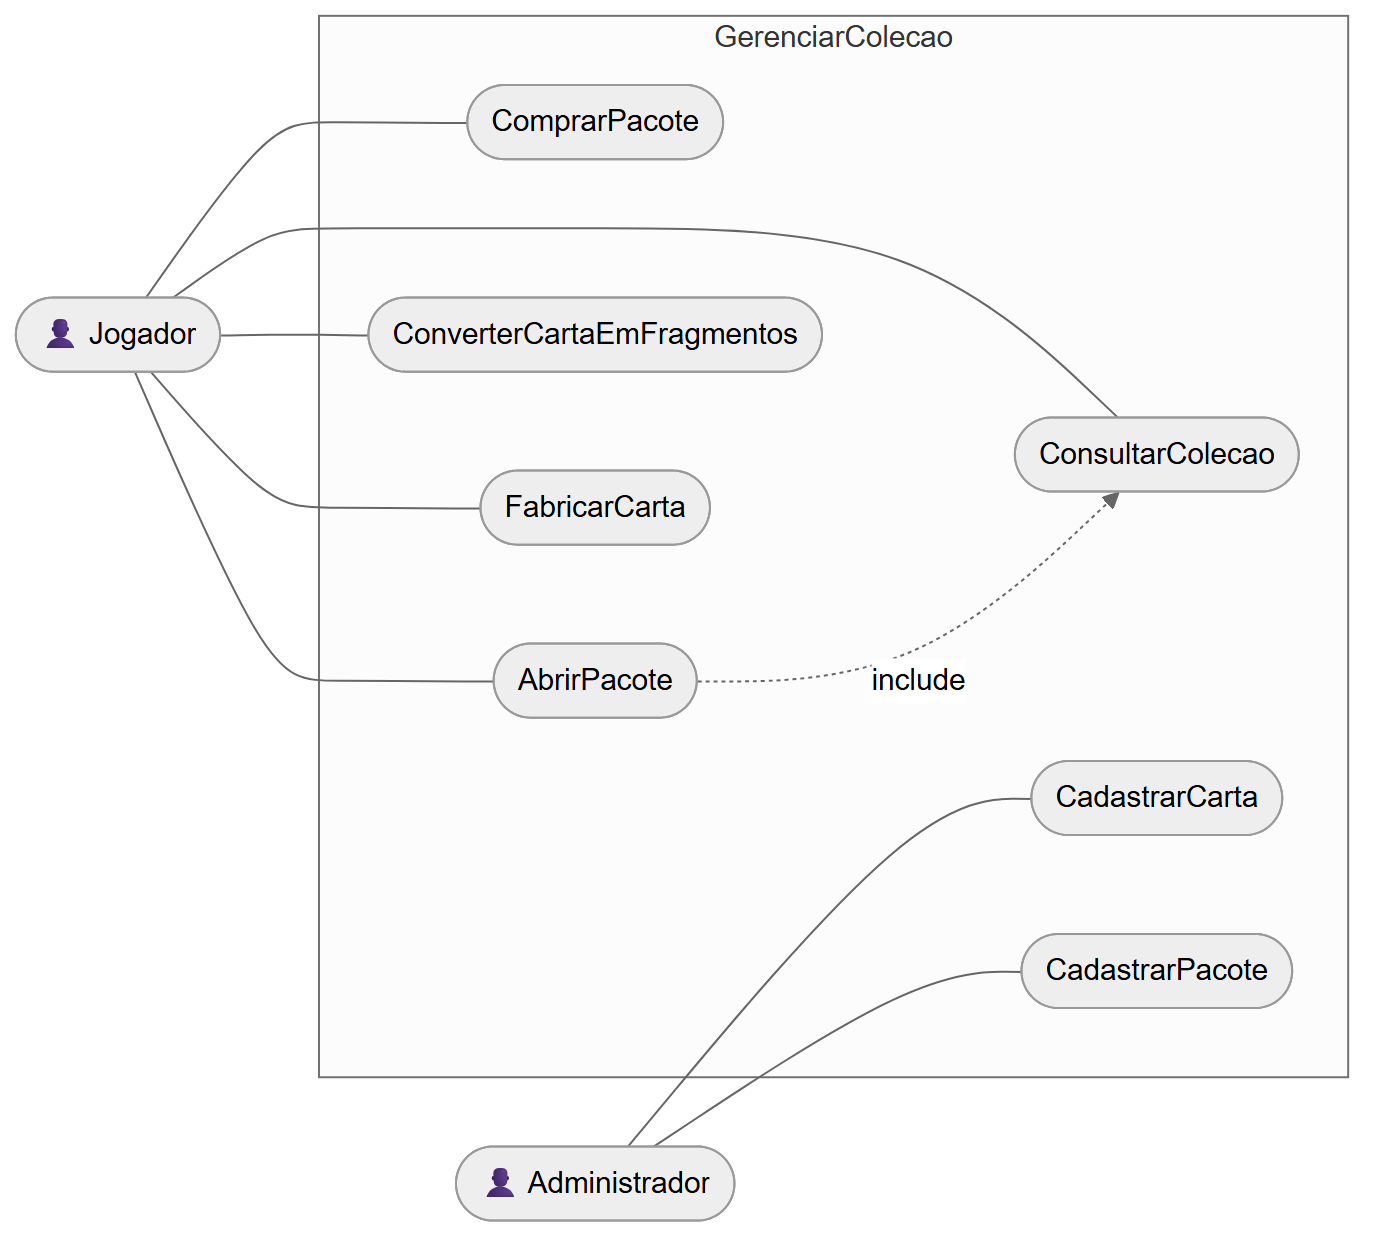 GerenciarColecao
ComprarPacote
Jogador
ConverterCartaEmFragmentos
ConsultarColecao
FabricarCarta
AbrirPacote
include
CadastrarCarta
CadastrarPacote
Administrador